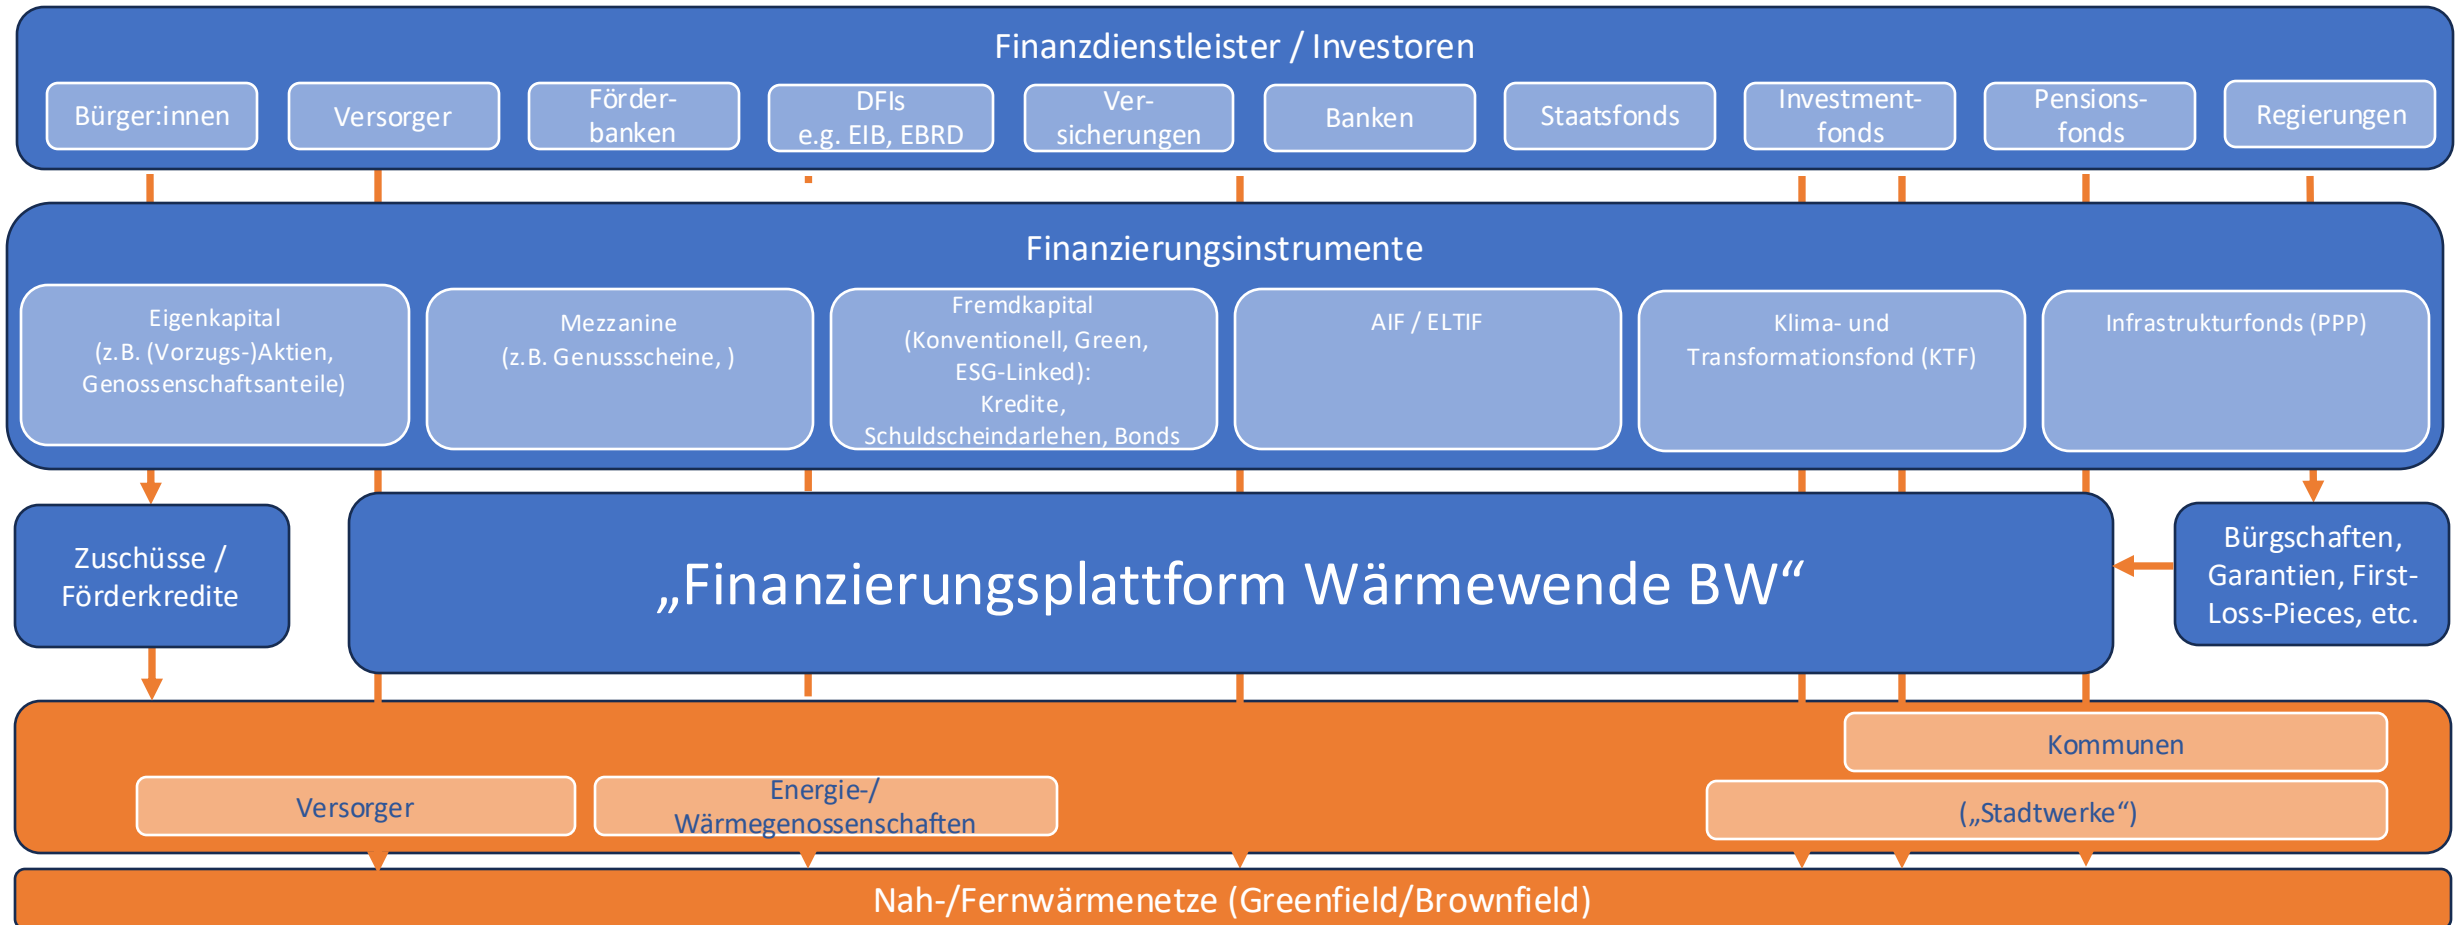 Finanzdienstleister / Investoren
Bürger:innen
Versorger
Förder-
banken
DFIs
e.g. EIB, EBRD
Ver-
sicherungen
Banken
Staatsfonds
Investment-
fonds
Pensions-
fonds
Regierungen
Finanzierungsinstrumente
Eigenkapital
(z.B. (Vorzugs-)Aktien,
Genossenschaftsanteile)
Mezzanine
(z.B. Genussscheine, )
Fremdkapital
(Konventionell, Green,
ESG-Linked):
Kredite,
Schuldscheindarlehen, Bonds
AIF / ELTIF
Klima- und
Transformationsfond (KTF)
Infrastrukturfonds (PPP)
Zuschüsse /
Förderkredite
„Finanzierungsplattform Wärmewende BW“
Bürgschaften,
Garantien, First-
Loss-Pieces, etc.
Kommunen
Versorger
Energie-/
Wärmegenossenschaften
(„Stadtwerke“)
Nah-/Fernwärmenetze (Greenfield/Brownfield)